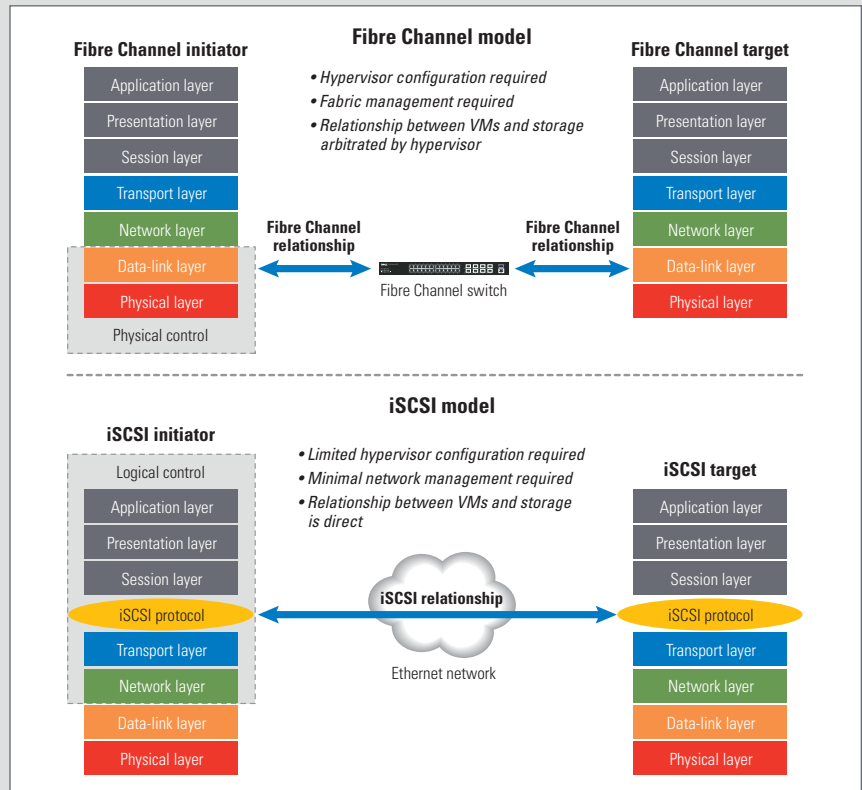 Fibre Channel model
• Hypervisor configuration required
• Fabric management required
• Relationship between VMs and storage
arbitrated by hypervisor
Fibre Channel initiator
Application layer
Presentation layer
Session layer
Transport layer
Network layer
Data-link layer
Physical layer
Physical control
Fibre Channel
relationship
Fibre Channel switch
Fibre Channel
relationship
Fibre Channel target
Application layer
Presentation layer
Session layer
Transport layer
Network layer
Data-link layer
Physical layer
iSCSI model
• Limited hypervisor configuration required
• Minimal network management required
• Relationship between VMs and storage
is direct
iSCSI initiator
Logical control
Application layer
Presentation layer
Session layer
iSCSI protocol
Transport layer
Network layer
Data-link layer
Physical layer
iSCSI relationship
Ethernet network
iSCSI target
Application layer
Presentation layer
Session layer
iSCSI protocol
Transport layer
Network layer
Data-link layer
Physical layer